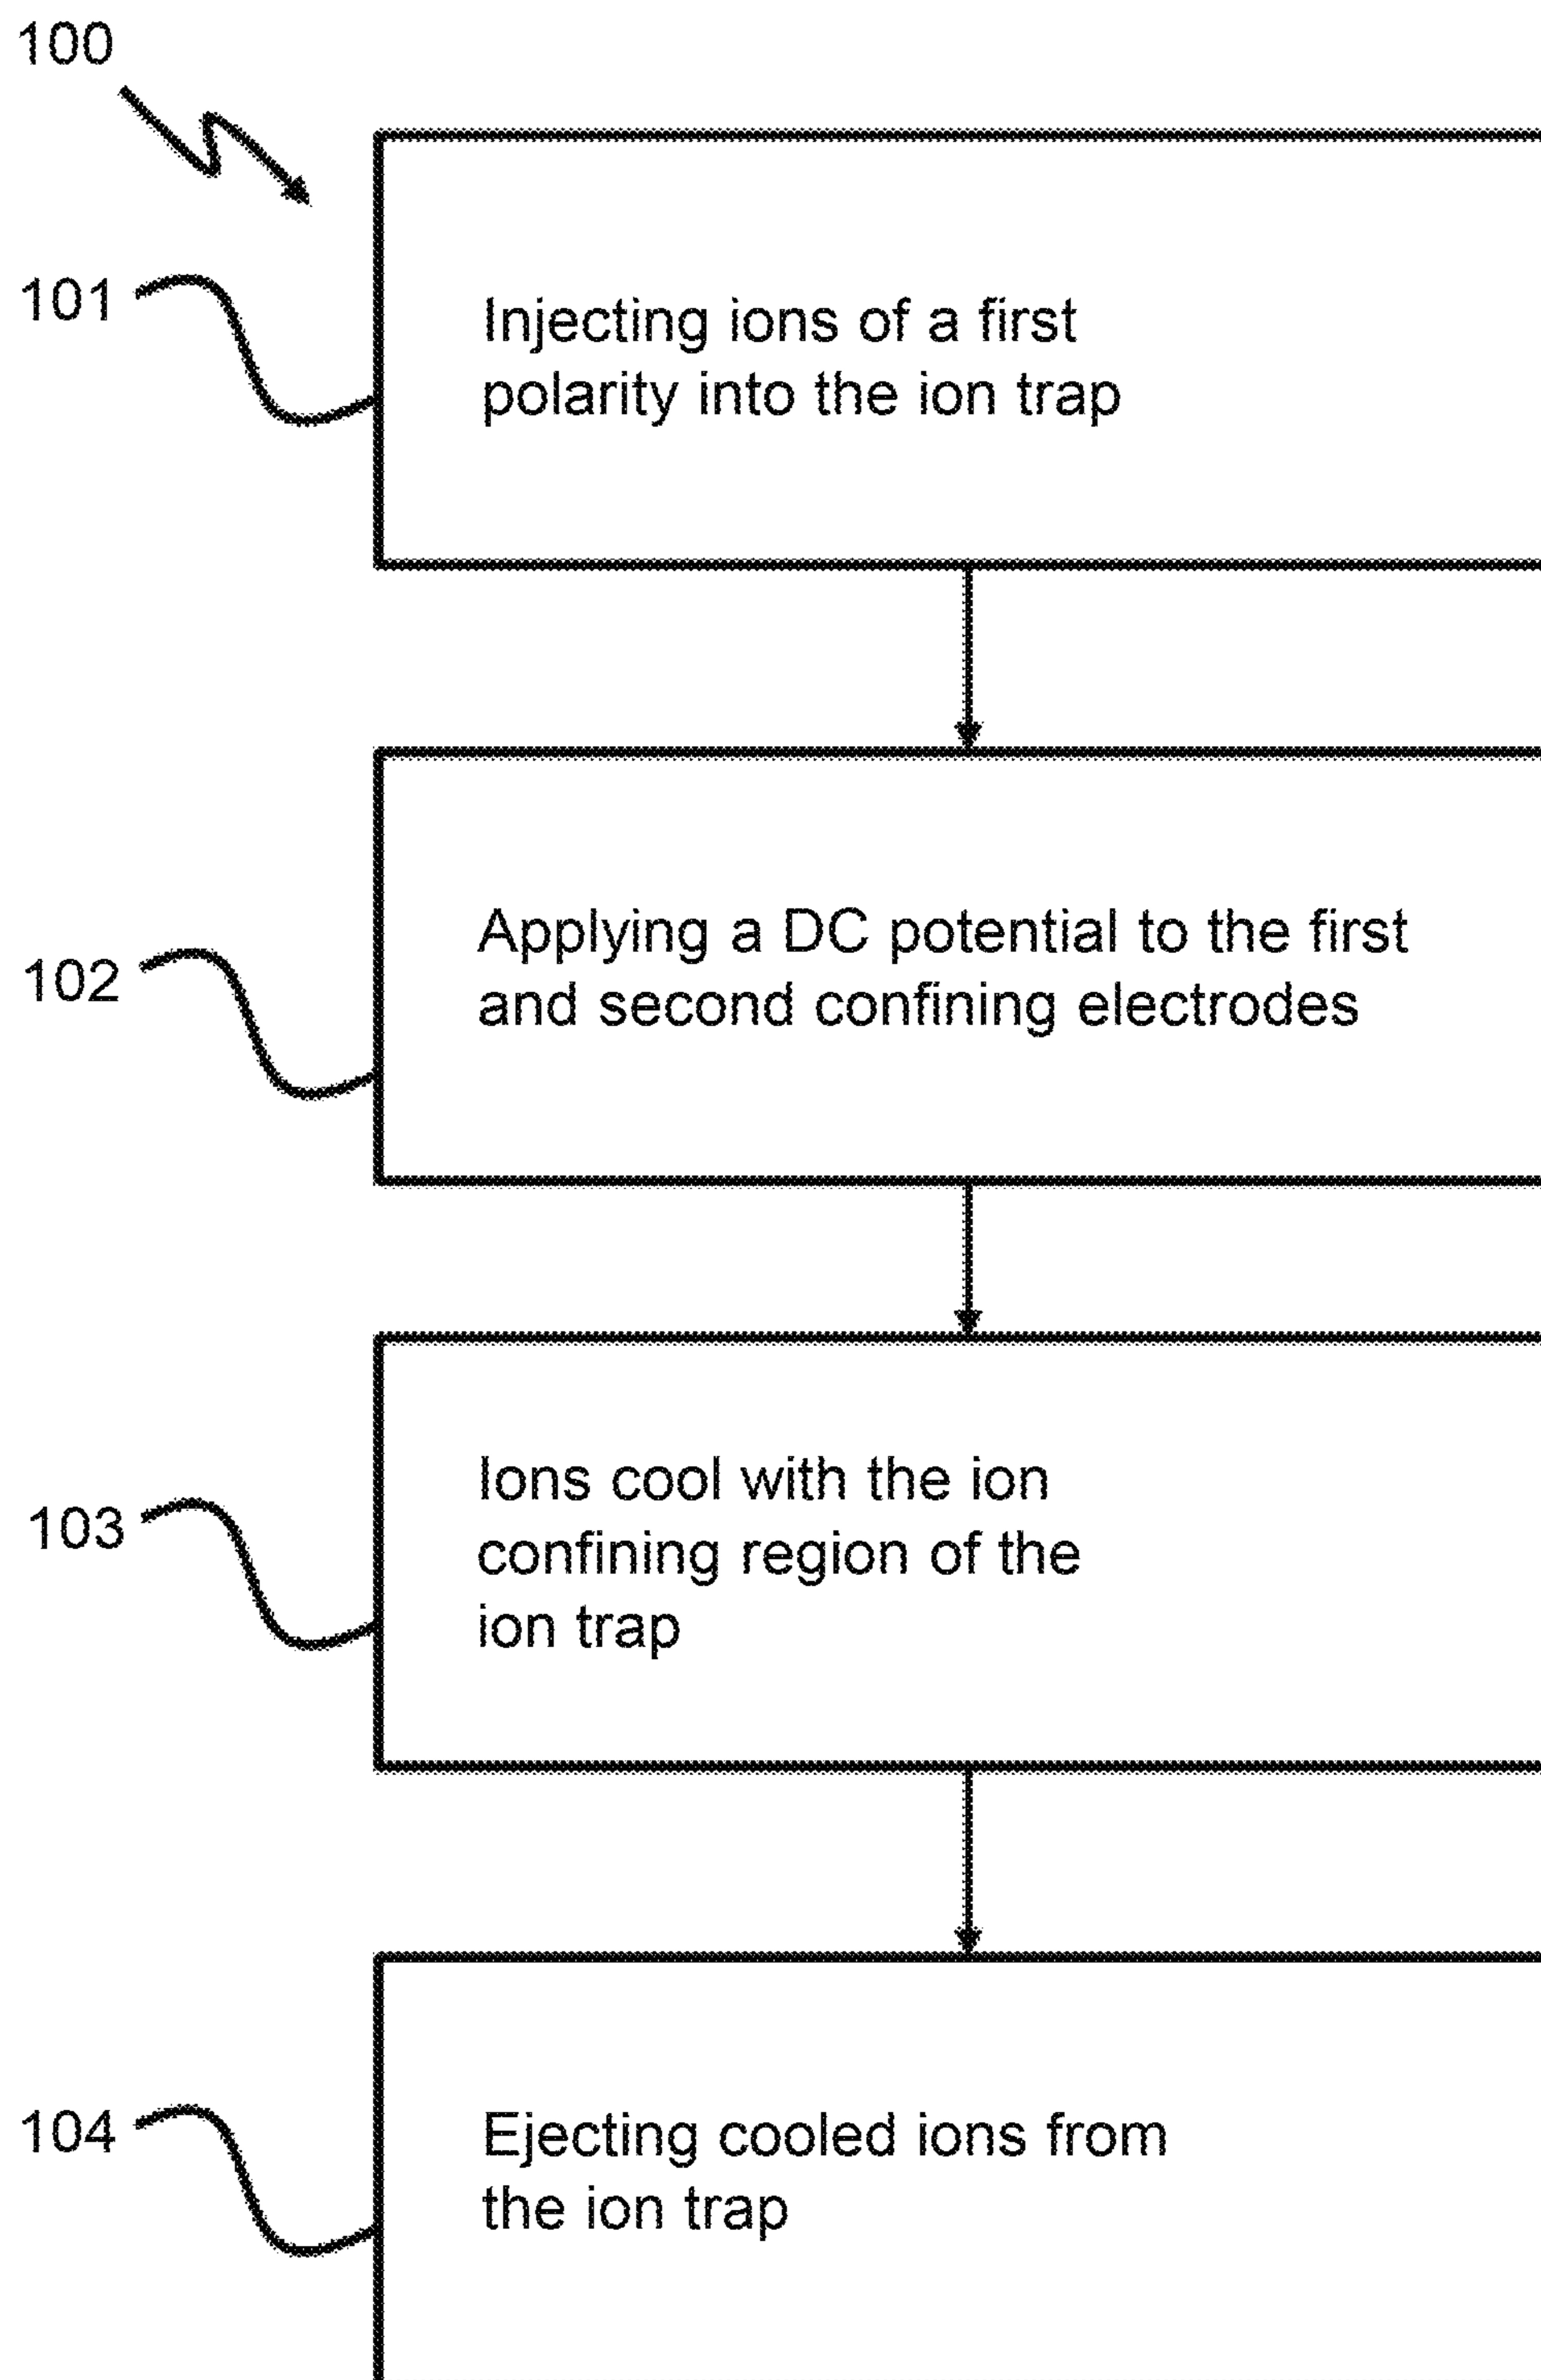 100
101
Injecting ions of a first
polarity into the ion trap
102
Applying a DC potential to the first
and second confining electrodes
103
Ions cool with the ion
confining region of the
ion trap
104
Ejecting cooled ions from
the ion trap